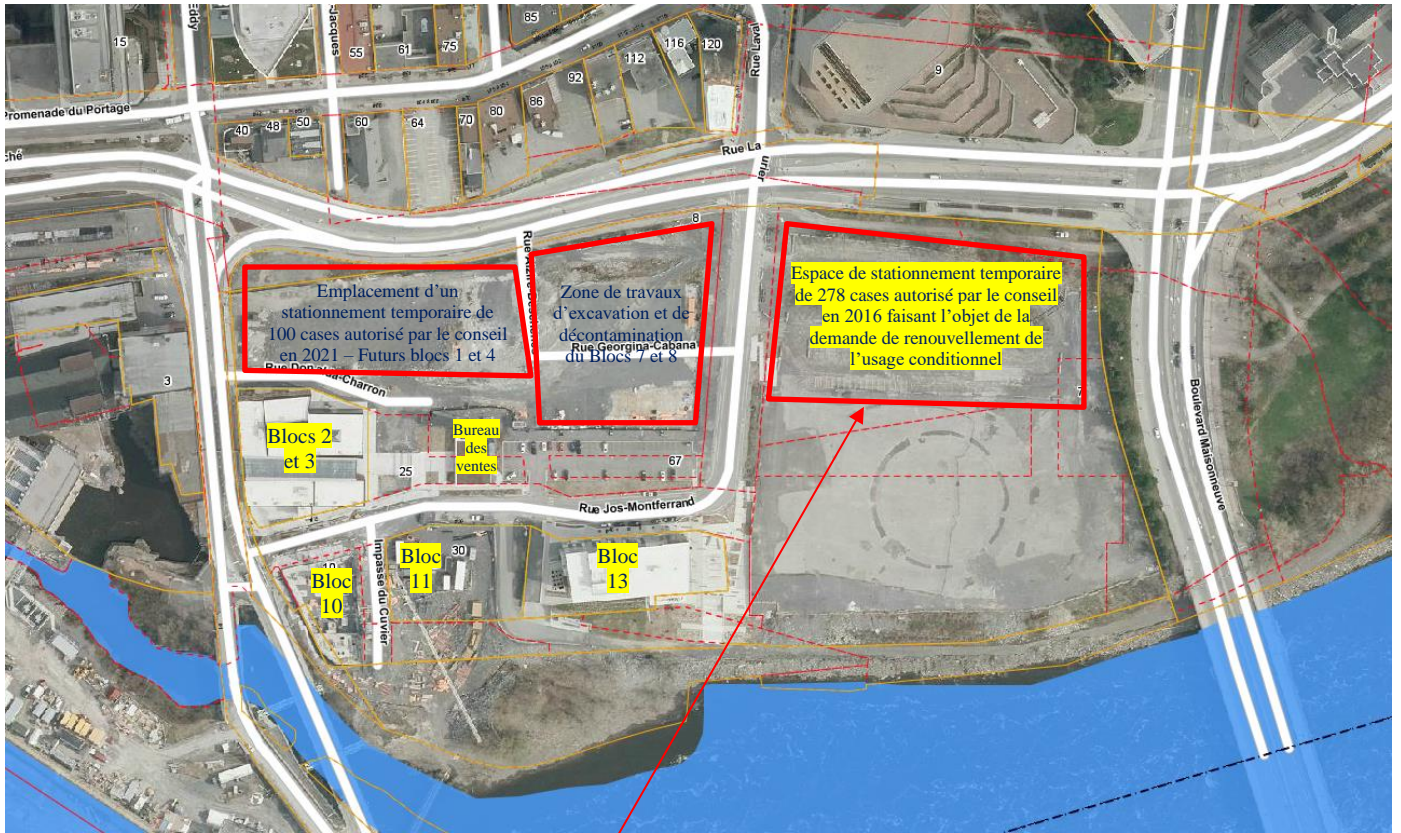 Eddy
Jacques
15
55
61
75
85
92
112
116
120
Rue Laval
9
Promenade du Portage
40
48
50
60
64
70
80
86
ché
Rue La
urier
8
Emplacement d'un
stationnement temporaire de
100 cases autorisé par le conseil
en 2021 – Futurs blocs 1 et 4
Zone de travaux
d'excavation et de
décontamination
du Blocs 7 et 8
Rue Georgina-Cabana
Espace de stationnement temporaire
de 278 cases autorisé par le conseil
en 2016 faisant l'objet de la
demande de renouvellement de
l'usage conditionnel
3
7
Blocs 2
et 3
Bureau
des
ventes
25
67
Boulevard Maisonneuve
Rue Jos-Montferrand
Bloc
10
Impasse du Cuvier
Bloc
11
30
Bloc
13